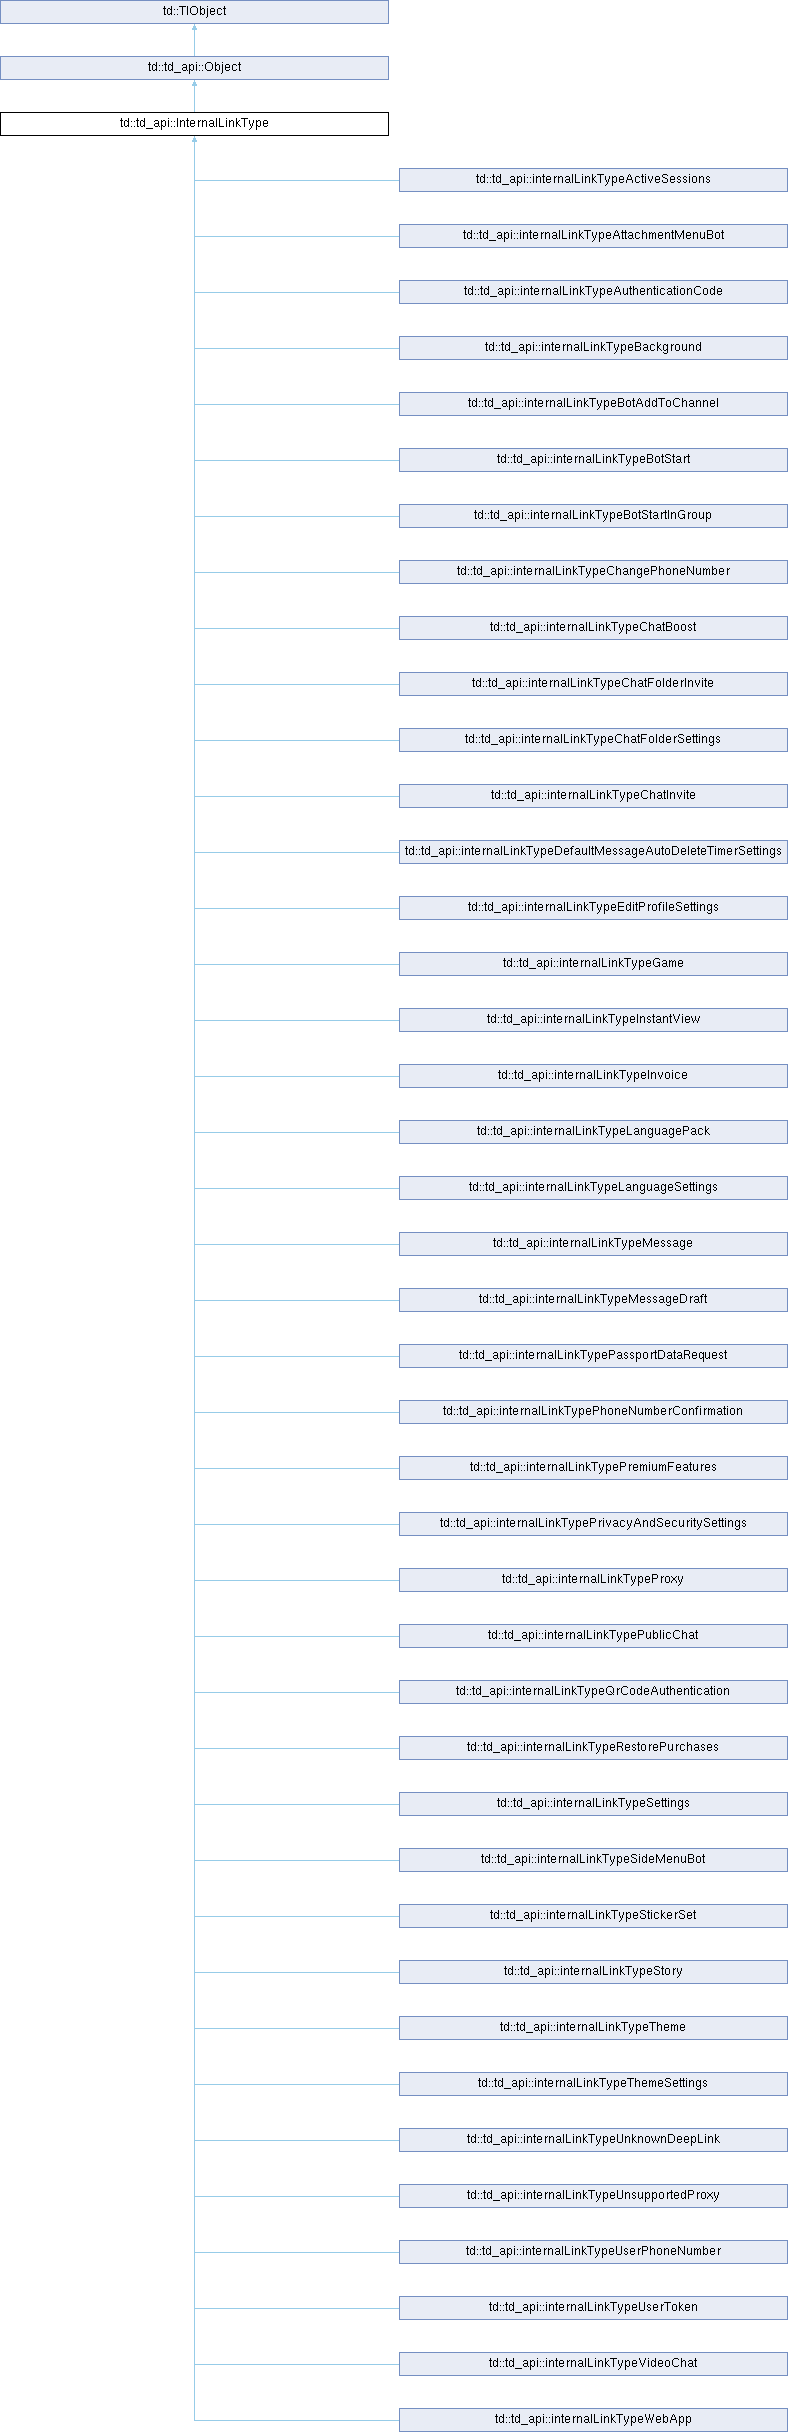 td::TlObject
td::td_api::Object
td::td_api::InternalLinkType
td::td_api::internalLinkTypeActiveSessions
td::td_api::internalLinkTypeAttachmentMenuBot
td::td_api::internalLinkTypeAuthenticationCode
td::td_api::internalLinkTypeBackground
td::td_api::internalLinkTypeBotAddToChannel
td::td_api::internalLinkTypeBotStart
td::td_api::internalLinkTypeBotStartInGroup
td::td_api::internalLinkTypeChangePhoneNumber
td::td_api::internalLinkTypeChatBoost
td::td_api::internalLinkTypeChatFolderInvite
td::td_api::internalLinkTypeChatFolderSettings
td::td_api::internalLinkTypeChatInvite
td::td_api::internalLinkTypeDefaultMessageAutoDeleteTimerSettings
td::td_api::internalLinkTypeEditProfileSettings
td::td_api::internalLinkTypeGame
td::td_api::internalLinkTypeInstantView
td::td_api::internalLinkTypeInvoice
td::td_api::internalLinkTypeLanguagePack
td::td_api::internalLinkTypeLanguageSettings
td::td_api::internalLinkTypeMessage
td::td_api::internalLinkTypeMessageDraft
td::td_api::internalLinkTypePassportDataRequest
td::td_api::internalLinkTypePhoneNumberConfirmation
td::td_api::internalLinkTypePremiumFeatures
td::td_api::internalLinkTypePrivacyAndSecuritySettings
td::td_api::internalLinkTypeProxy
td::td_api::internalLinkTypePublicChat
td::td_api::internalLinkTypeQrCodeAuthentication
td::td_api::internalLinkTypeRestorePurchases
td::td_api::internalLinkTypeSettings
td::td_api::internalLinkTypeSideMenuBot
td::td_api::internalLinkTypeStickerSet
td::td_api::internalLinkTypeStory
td::td_api::internalLinkTypeTheme
td::td_api::internalLinkTypeThemeSettings
td::td_api::internalLinkTypeUnknownDeepLink
td::td_api::internalLinkTypeUnsupportedProxy
td::td_api::internalLinkTypeUserPhoneNumber
td::td_api::internalLinkTypeUserToken
td::td_api::internalLinkTypeVideoChat
td::td_api::internalLinkTypeWebApp